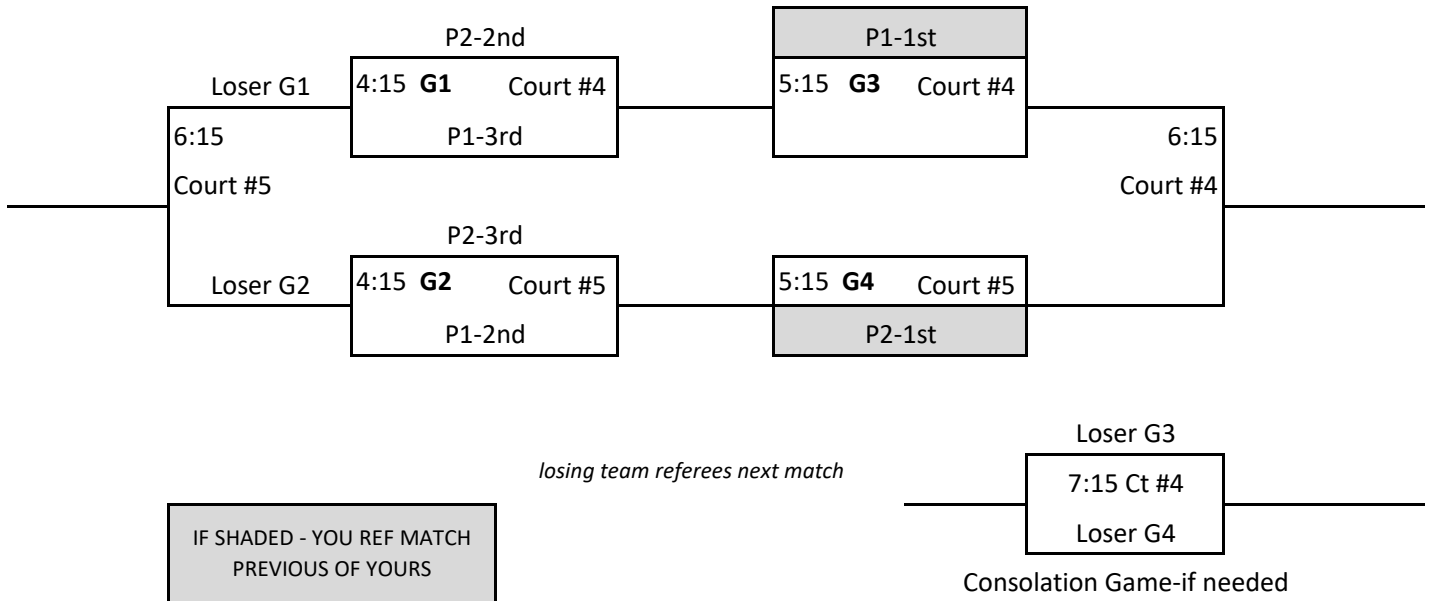 P2-2nd
P1-1st
Loser G1
4:15 G1 Court #4
5:15 G3 Court #4
6:15
P1-3rd
6:15
Court #5
Court #4
P2-3rd
Loser G2
4:15 G2 Court #5
5:15 G4 Court #5
P1-2nd
P2-1st
Loser G3
losing team referees next match
7:15 Ct #4
IF SHADED - YOU REF MATCH
PREVIOUS OF YOURS
Loser G4
Consolation Game-if needed